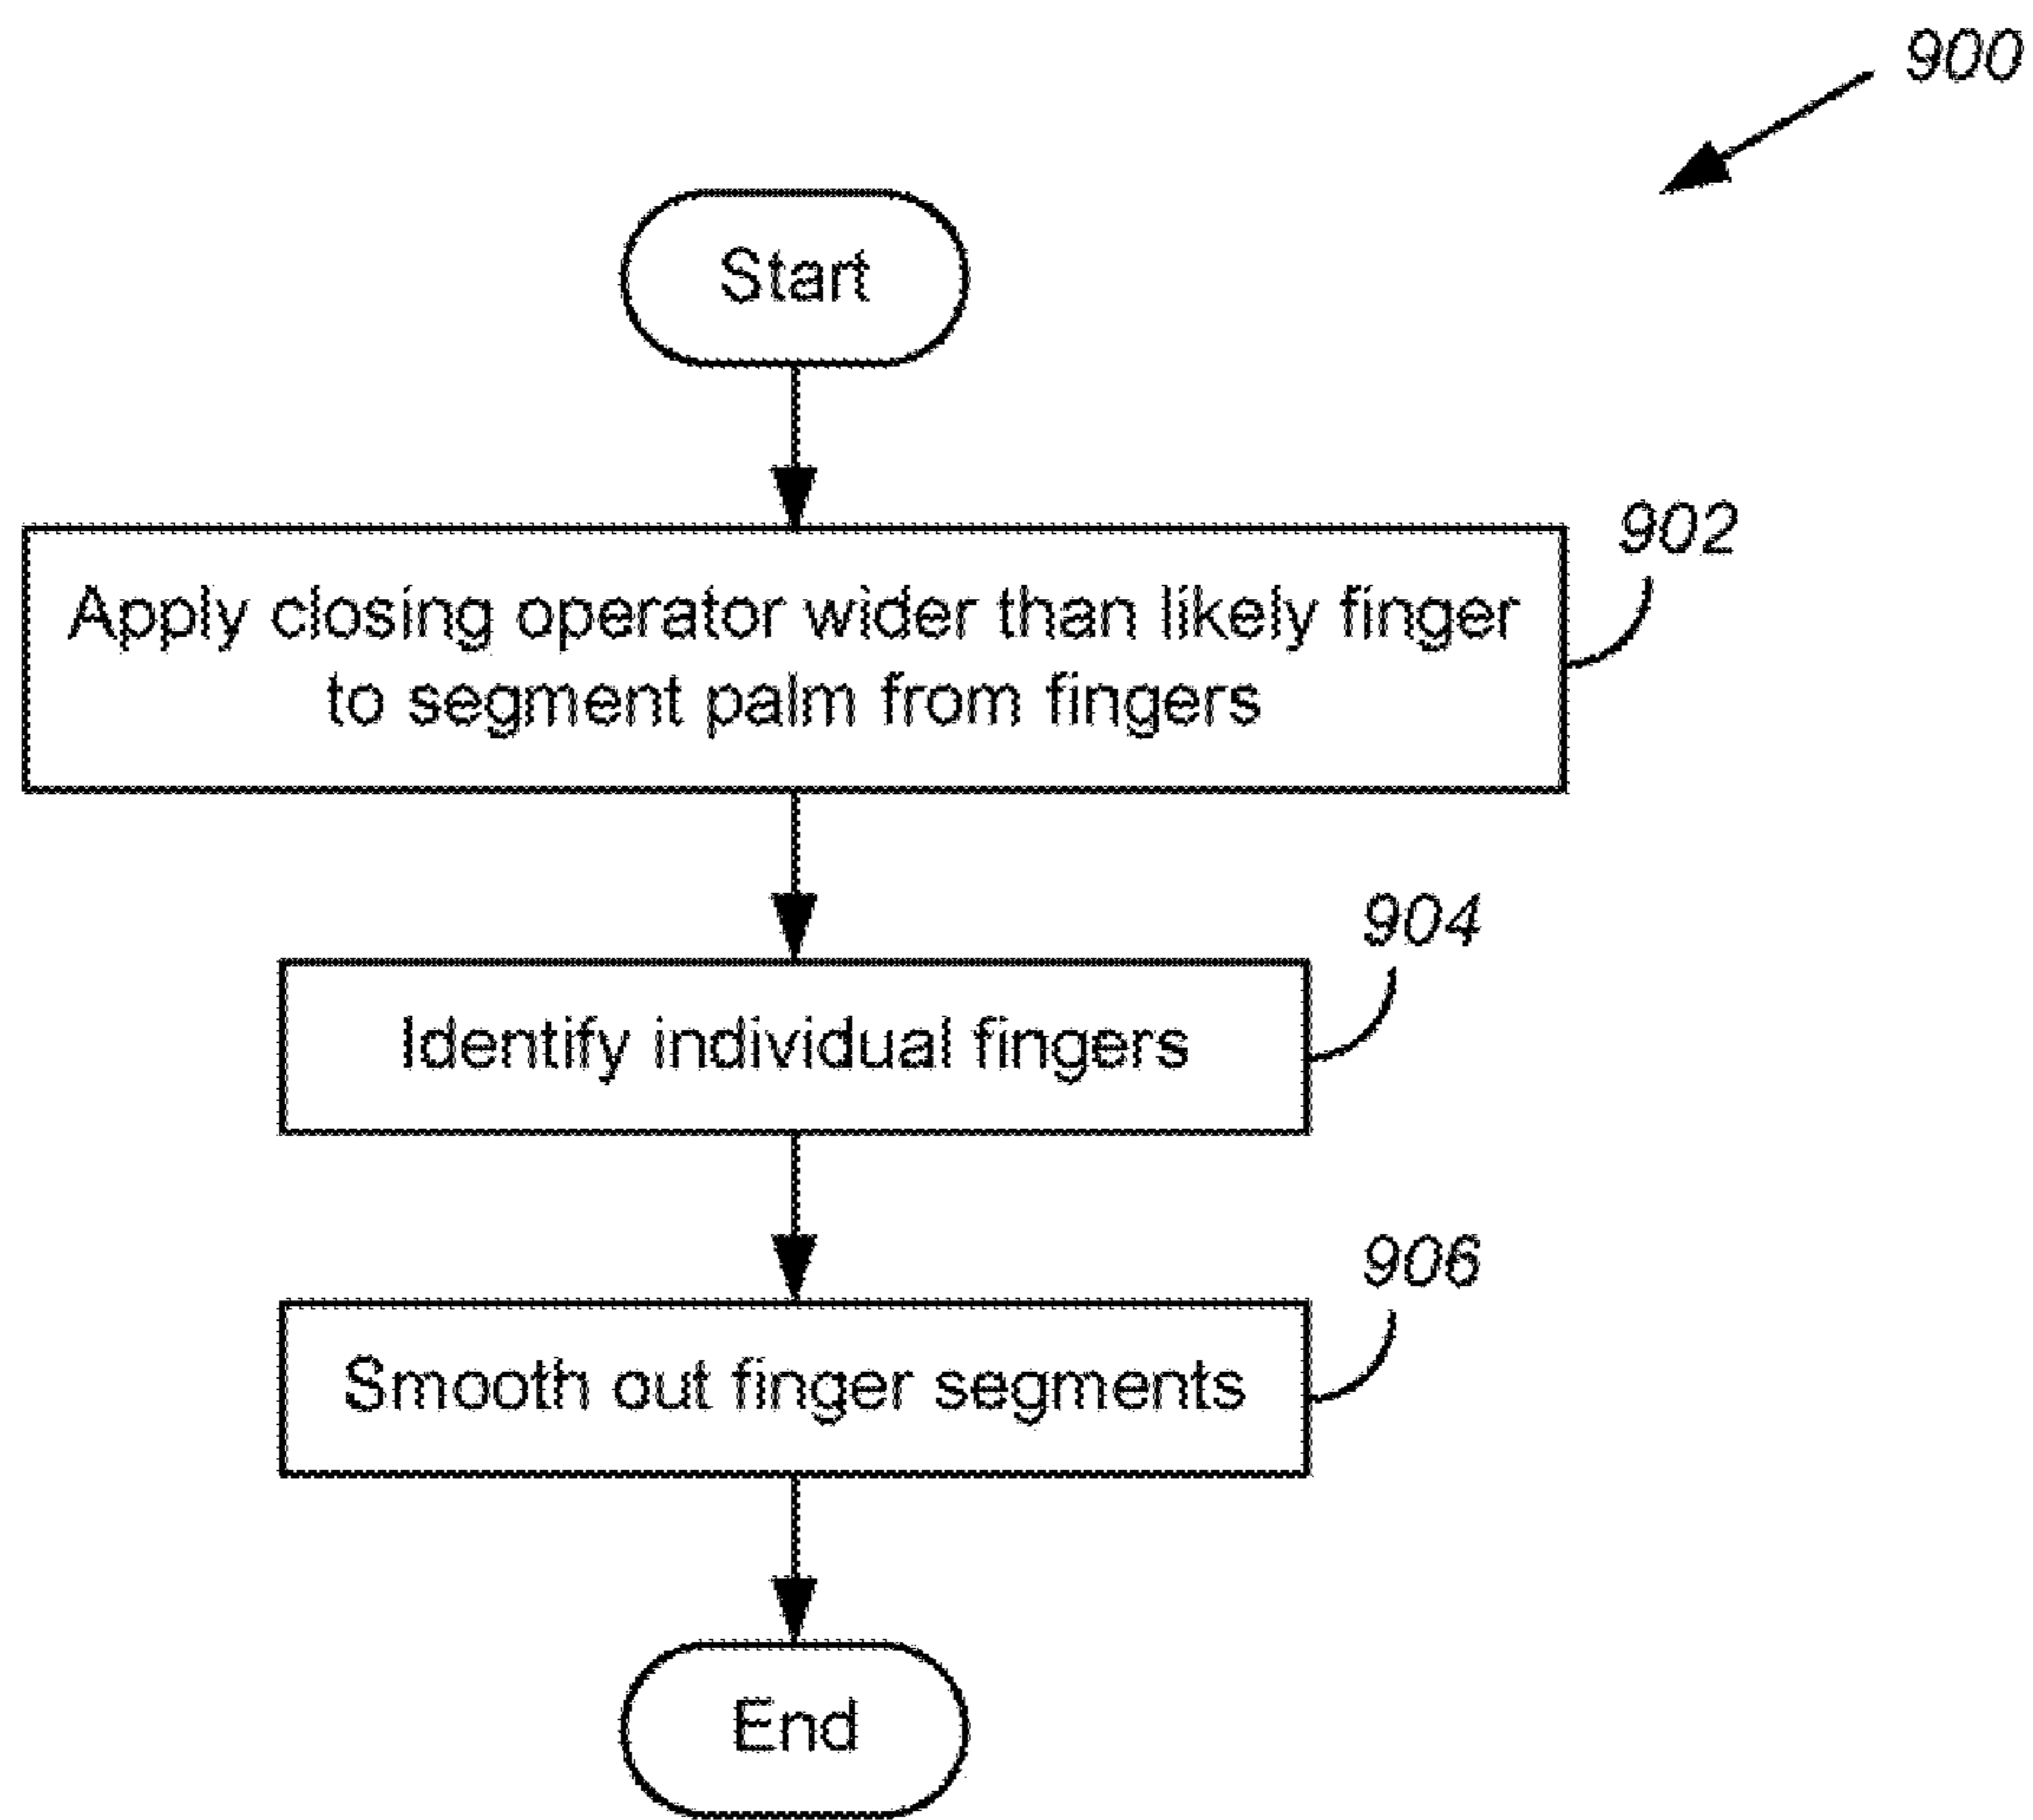 900
Start
902
Apply closing operator wider than likely finger
to segment palm from fingers
904
Identify individual fingers
906
Smooth out finger segments
End